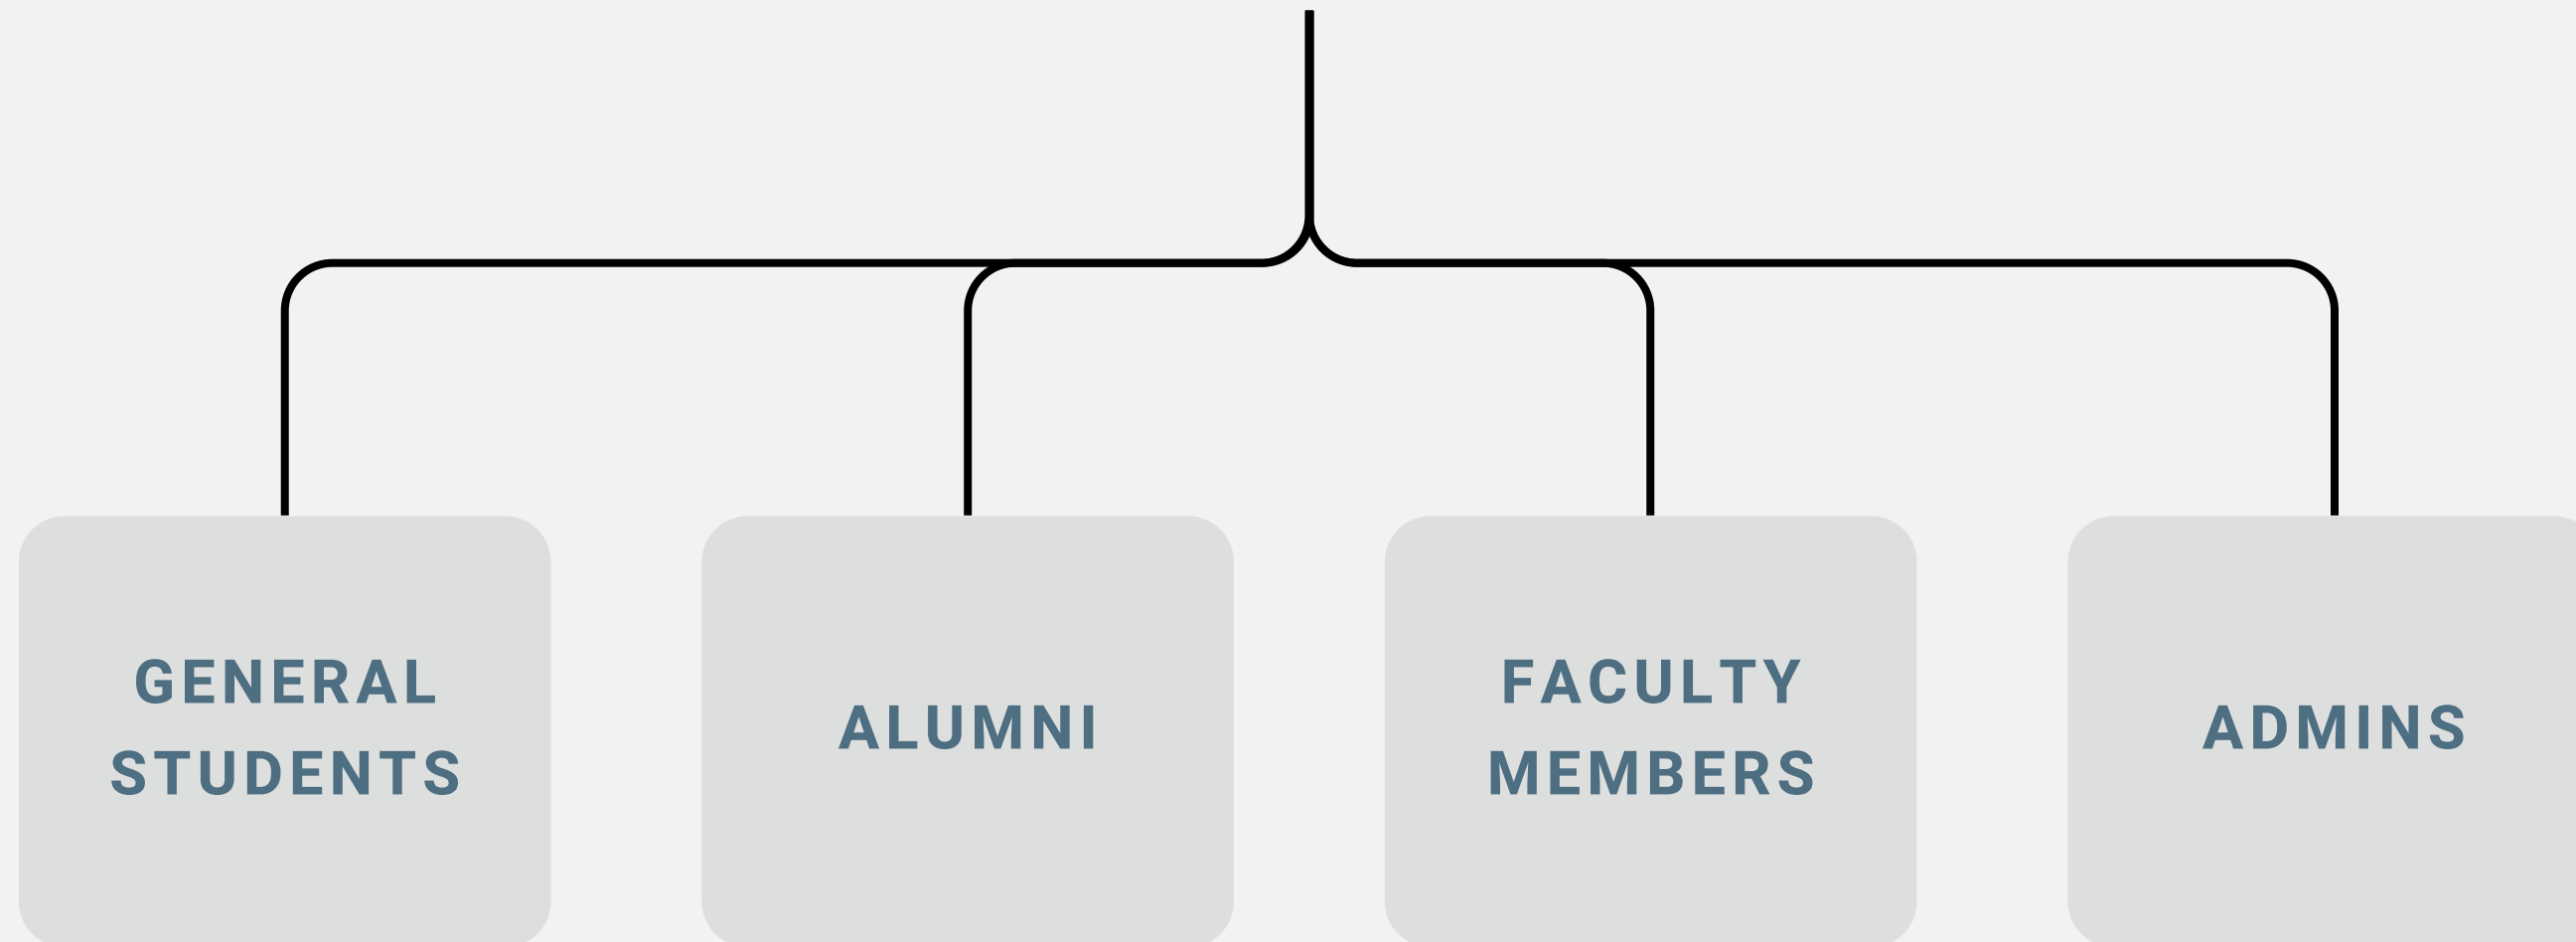 GENERAL
STUDENTS
ALUMNI
FACULTY
MEMBERS
ADMINS